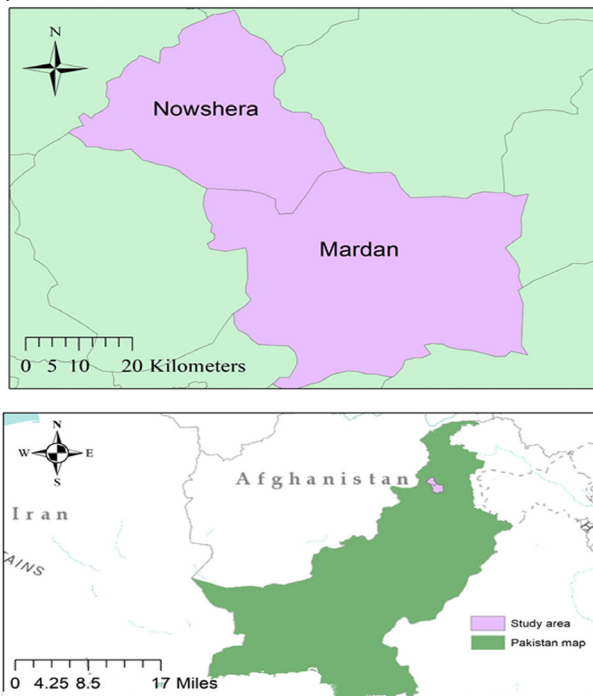 N
Nowshera
Mardan
0 5 10 20 Kilometers
N
W E
S
Afghanistan
Iran
TAINS
Study area
Pakistan map
0 4.25 8.5 17 Miles